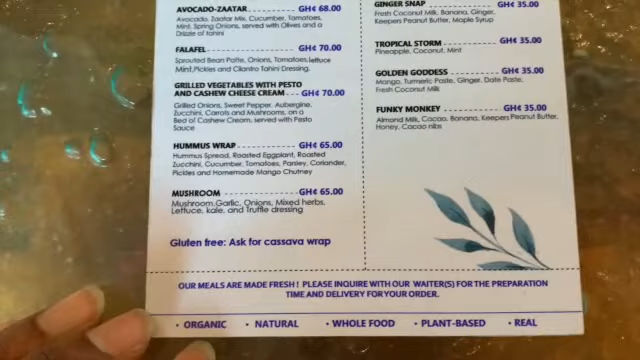 AVOCADO-ZAATAR ---------------- GH¢ 68.00
Avocado, Zaatar Mix, Cucumber, Tomatoes,
Mint, Spring Onions, served with Olives and a
Drizzle of Tahini
FALAFEL ---------------- GH¢ 70.00
Sprouted Bean Patte, Onions, Tomatoes, lettuce
Mint, Pickles and Cilantro Tahini Dressing.
GRILLED VEGETABLES WITH PESTO
AND CASHEW CHEESE CREAM --- GH¢ 70.00
Grilled Onions, Sweet Pepper, Aubergine,
Zucchini, Carrots and Mushrooms, on a
Bed of Cashew Cream, served with Pesto
Sauce
HUMMUS WRAP ---------------- GH¢ 65.00
Hummus Spread, Roasted Eggplant, Roasted
Zucchini, Cucumber, Tomatoes, Parsley, Coriander,
Pickles and Homemade Mango Chutney
MUSHROOM ---------------- GH¢ 65.00
Mushroom, Garlic, Onions, Mixed herbs,
Lettuce, kale, and Truffle dressing
Gluten free: Ask for cassava wrap
GINGER SNAP ---------------- GH¢ 35.00
Fresh Coconut Milk, Banana, Ginger,
Keepers Peanut Butter, Maple Syrup
TROPICAL STORM ---------------- GH¢ 35.00
Pineapple, Coconut, Mint
GOLDEN GODDESS ---------------- GH¢ 35.00
Mango, Turmeric Paste, Ginger, Date Paste,
Fresh Coconut Milk
FUNKY MONKEY ---------------- GH¢ 35.00
Almond Milk, Cacao, Banana, Keepers Peanut Butter,
Honey, Cacao nibs
OUR MEALS ARE MADE FRESH! PLEASE INQUIRE WITH OUR WAITER(S) FOR THE PREPARATION
TIME AND DELIVERY FOR YOUR ORDER.
• ORGANIC • NATURAL • WHOLE FOOD • PLANT-BASED • REAL